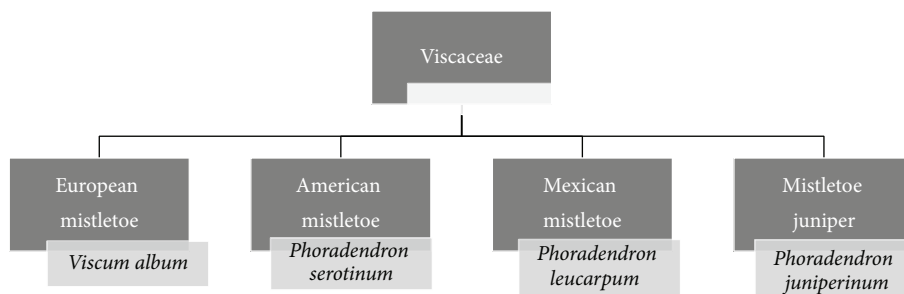 Viscaceae
European
mistletoe
Viscum album
American
mistletoe
Phoradendron
serotinum
Mexican
mistletoe
Phoradendron
leucarpum
Mistletoe
juniper
Phoradendron
juniperinum